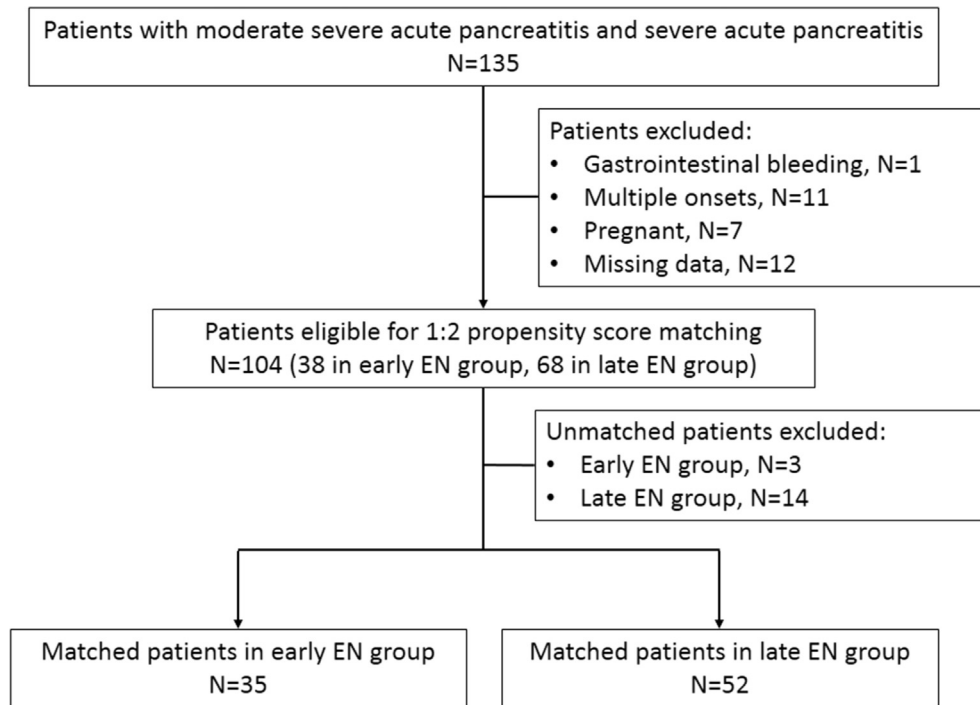 Patients with moderate severe acute pancreatitis and severe acute pancreatitis
N=135
Patients excluded:
• Gastrointestinal bleeding, N=1
• Multiple onsets, N=11
• Pregnant, N=7
• Missing data, N=12
Patients eligible for 1:2 propensity score matching
N=104 (38 in early EN group, 68 in late EN group)
Unmatched patients excluded:
• Early EN group, N=3
• Late EN group, N=14
Matched patients in early EN group
N=35
Matched patients in late EN group
N=52